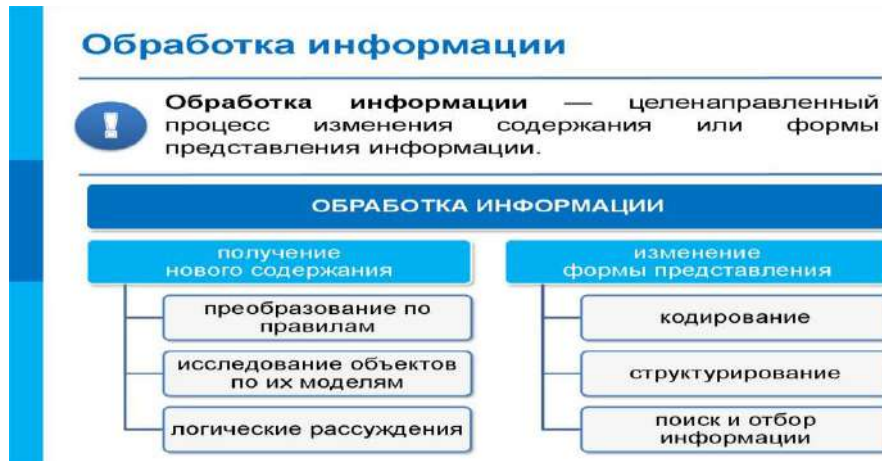 Обработка информации
Обработка информации — целенаправленный
процесс изменения содержания или формы
представления информации.
ОБРАБОТКА ИНФОРМАЦИИ
получение
нового содержания
преобразование по
правилам
исследование объектов
по их моделям
логические рассуждения
изменение
формы представления
кодирование
структурирование
поиск и отбор
информации